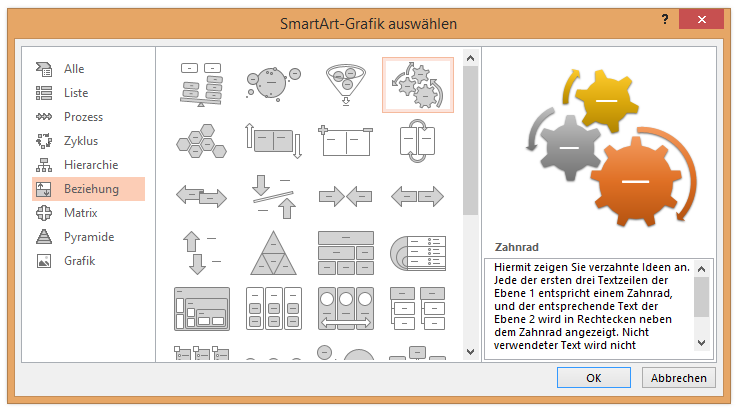 SmartArt-Grafik auswählen
?
Alle
Liste
Prozess
Zyklus
Hierarchie
Beziehung
Matrix
Pyramide
Grafik
Zahnrad
Hiermit zeigen Sie verzahnte Ideen an.
Jede der ersten drei Textzeilen der
Ebene 1 entspricht einem Zahnrad,
und der entsprechende Text der
Ebene 2 wird in Rechtecken neben
dem Zahnrad angezeigt. Nicht
verwendeter Text wird nicht
OK
Abbrechen